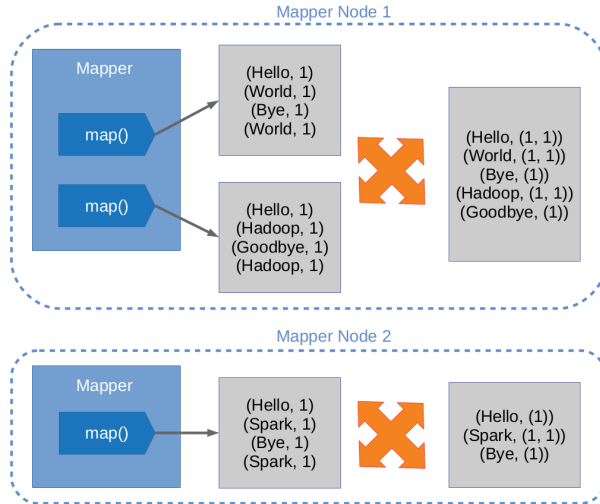 Mapper Node 1
Mapper
map()
map()
(Hello, 1)
(World, 1)
(Bye, 1)
(World, 1)
(Hello, 1)
(Hadoop, 1)
(Goodbye, 1)
(Hadoop, 1)
(Hello, (1, 1))
(World, (1, 1))
(Bye, (1))
(Hadoop, (1, 1))
(Goodbye, (1))
Mapper Node 2
Mapper
map()
(Hello, 1)
(Spark, 1)
(Bye, 1)
(Spark, 1)
(Hello, (1))
(Spark, (1, 1))
(Bye, (1))